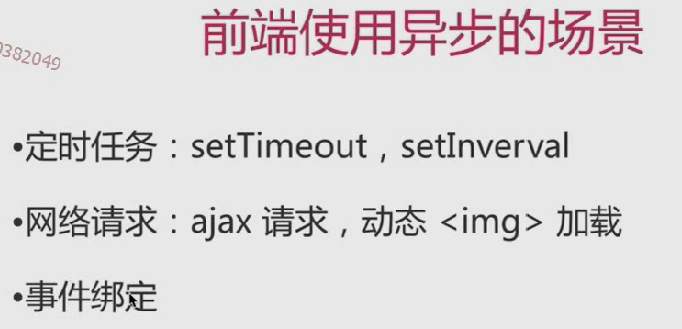 前端使用异步的场景
0382049
•定时任务：setTimeout，setInverval
•网络请求：ajax 请求，动态 <img> 加载
•事件绑定